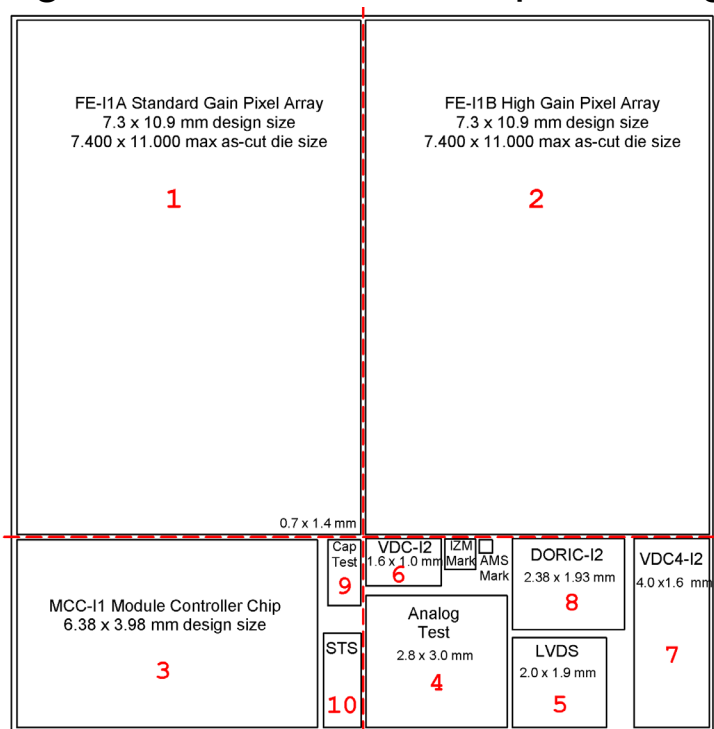 FE-I1A Standard Gain Pixel Array
7.3 x 10.9 mm design size
7.400 x 11.000 max as-cut die size
1
FE-I1B High Gain Pixel Array
7.3 x 10.9 mm design size
7.400 x 11.000 max as-cut die size
2
0.7 x 1.4 mm
MCC-I1 Module Controller Chip
6.38 x 3.98 mm design size
3
Cap
Test
9
STS
10
VDC-I2
1.6 x 1.0 mm
6
IZM
Mark
AMS
Mark
Analog
Test
2.8 x 3.0 mm
4
DORIC-I2
2.38 x 1.93 mm
8
LVDS
2.0 x 1.9 mm
5
VDC4-I2
4.0 x1.6 mm
7